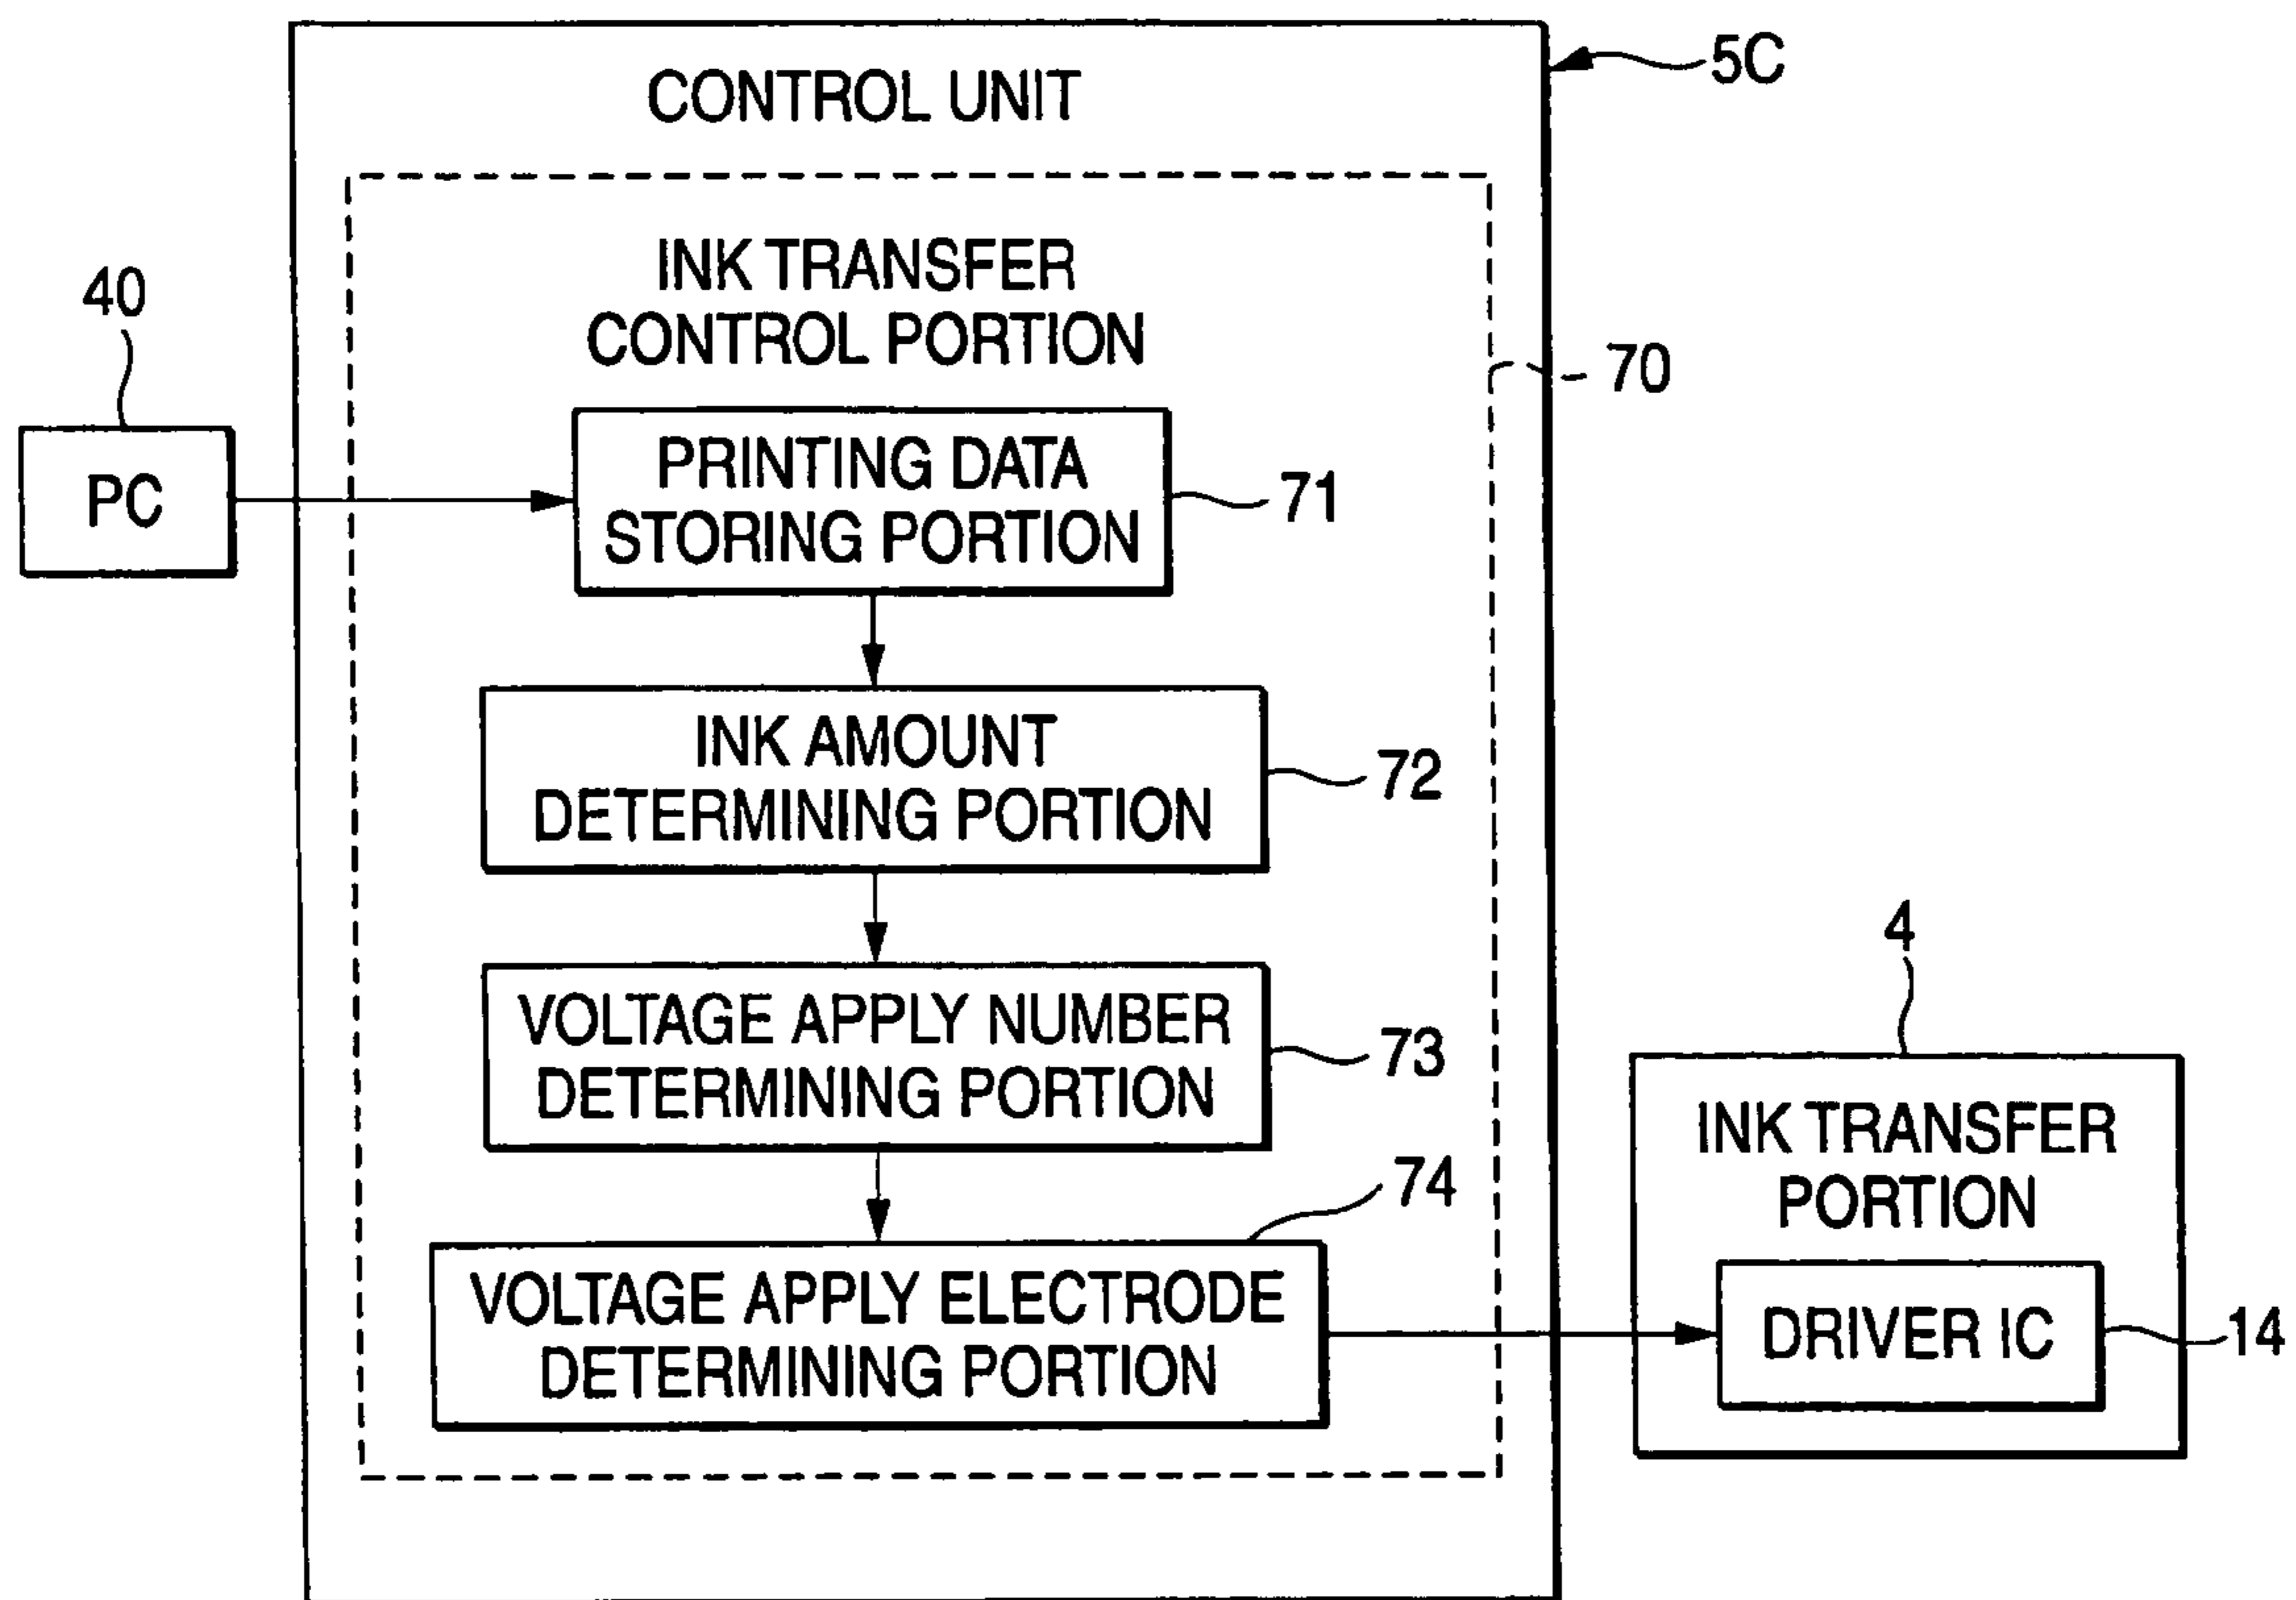 CONTROL UNIT
5C
INK TRANSFER
CONTROL PORTION
70
40
PC
PRINTING DATA
STORING PORTION
71
INK AMOUNT
DETERMINING PORTION
72
VOLTAGE APPLY NUMBER
DETERMINING PORTION
73
VOLTAGE APPLY ELECTRODE
DETERMINING PORTION
74
4
INK TRANSFER
PORTION
DRIVER IC
14